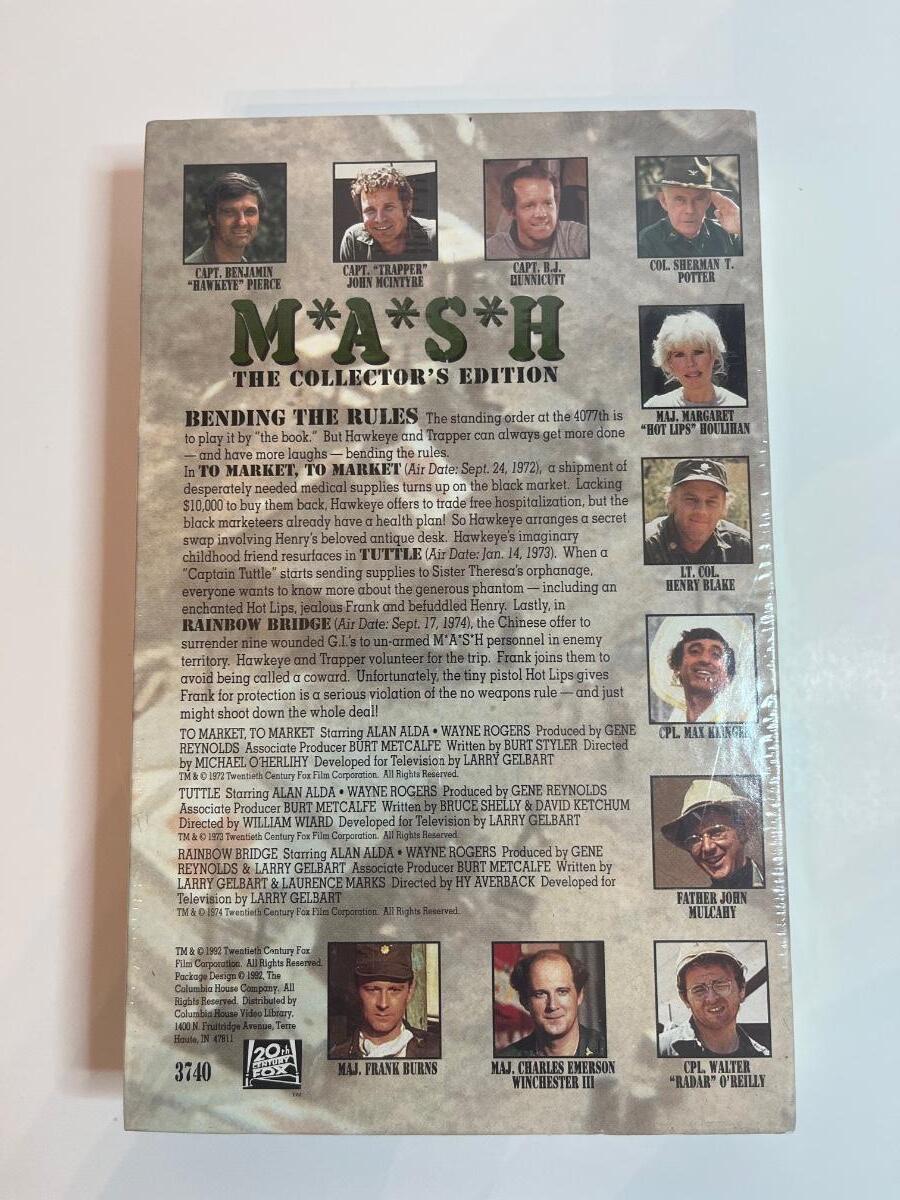 CAPT. BENJAMIN
"HAWKEYE" PIERCE
CAPT. "TRAPPER"
JOHN MCINTYRE
CAPT. B.J.
HUNNICUTT
COL. SHERMAN T.
POTTER
M*A*S*H
THE COLLECTOR'S EDITION
MAJ. MARGARET
"HOT LIPS" HOULIHAN
BENDING THE RULES The standing order at the 4077th is
to play it by "the book." But Hawkeye and Trapper can always get more done
— and have more laughs — bending the rules.
In TO MARKET, TO MARKET (Air Date: Sept. 24, 1972), a shipment of
desperately needed medical supplies turns up on the black market. Lacking
$10,000 to buy them back, Hawkeye offers to trade free hospitalization, but the
black marketeers already have a health plan! So Hawkeye arranges a secret
swap involving Henry's beloved antique desk. Hawkeye's imaginary
childhood friend resurfaces in TUTTLE (Air Date: Jan. 14, 1973). When a
"Captain Tuttle" starts sending supplies to Sister Theresa's orphanage,
everyone wants to know more about the generous phantom — including an
enchanted Hot Lips, jealous Frank and befuddled Henry. Lastly, in
RAINBOW BRIDGE (Air Date: Sept. 17, 1974), the Chinese offer to
surrender nine wounded G.I.'s to un-armed M*A*S*H personnel in enemy
territory. Hawkeye and Trapper volunteer for the trip. Frank joins them to
avoid being called a coward. Unfortunately, the tiny pistol Hot Lips gives
Frank for protection is a serious violation of the no weapons rule — and just
might shoot down the whole deal!
LT. COL.
HENRY BLAKE
CPL. MAX KLINGER
TO MARKET, TO MARKET Starring ALAN ALDA • WAYNE ROGERS Produced by GENE
REYNOLDS Associate Producer BURT METCALFE Written by BURT STYLER Directed
by MICHAEL O'HERLIHY Developed for Television by LARRY GELBART
TM & © 1972 Twentieth Century Fox Film Corporation. All Rights Reserved.
TUTTLE Starring ALAN ALDA • WAYNE ROGERS Produced by GENE REYNOLDS
Associate Producer BURT METCALFE Written by BRUCE SHELLY & DAVID KETCHUM
Directed by WILLIAM WIARD Developed for Television by LARRY GELBART
TM & © 1973 Twentieth Century Fox Film Corporation. All Rights Reserved.
RAINBOW BRIDGE Starring ALAN ALDA • WAYNE ROGERS Produced by GENE
REYNOLDS & LARRY GELBART Associate Producer BURT METCALFE Written by
LARRY GELBART & LAURENCE MARKS Directed by HY AVERBACK Developed for
Television by LARRY GELBART
TM & © 1974 Twentieth Century Fox Film Corporation. All Rights Reserved.
FATHER JOHN
MULCAHY
TM & © 1992 Twentieth Century Fox
Film Corporation. All Rights Reserved.
Package Design © 1992, The
Columbia House Company. All
Rights Reserved. Distributed by
Columbia House Video Library,
1400 N. Fruitridge Avenue, Terre
Haute, IN 47811
3740
20th
CENTURY
FOX
TM
MAJ. FRANK BURNS
MAJ. CHARLES EMERSON
WINCHESTER III
CPL. WALTER
"RADAR" O'REILLY